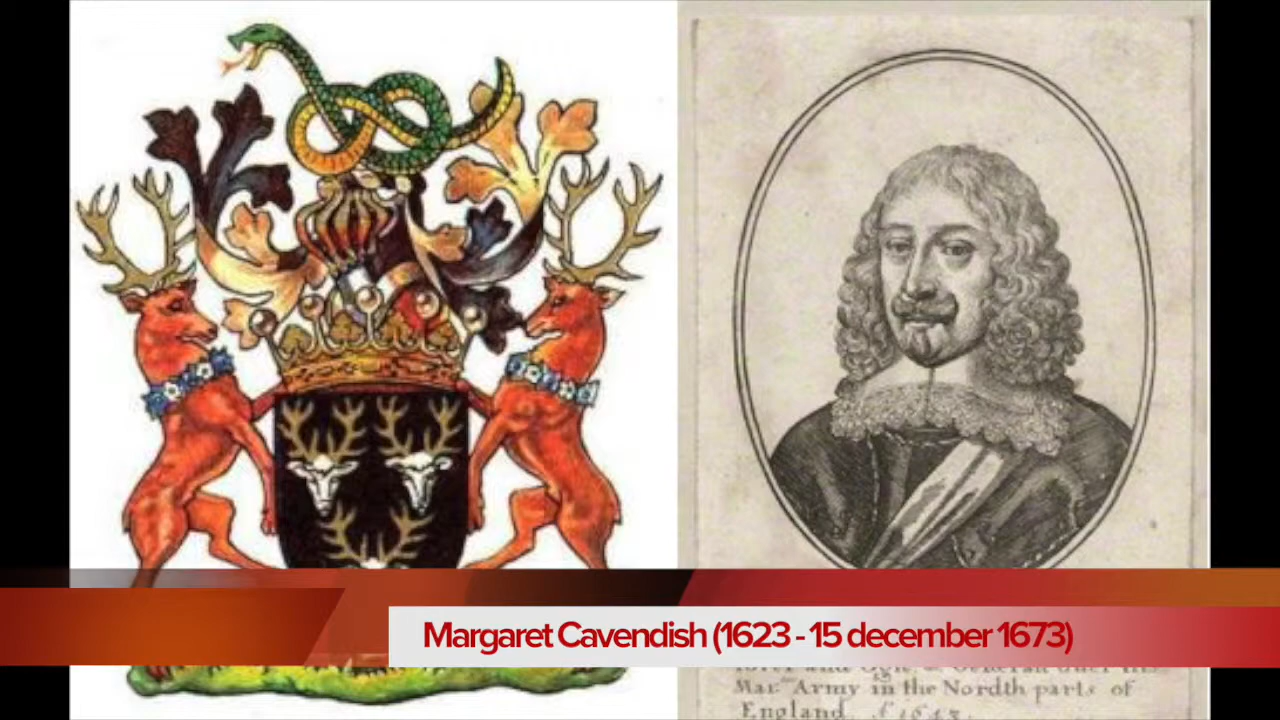 Margaret Cavendish (1623 - 15 december 1673)
Mar. Army in the Nordth parts of
England